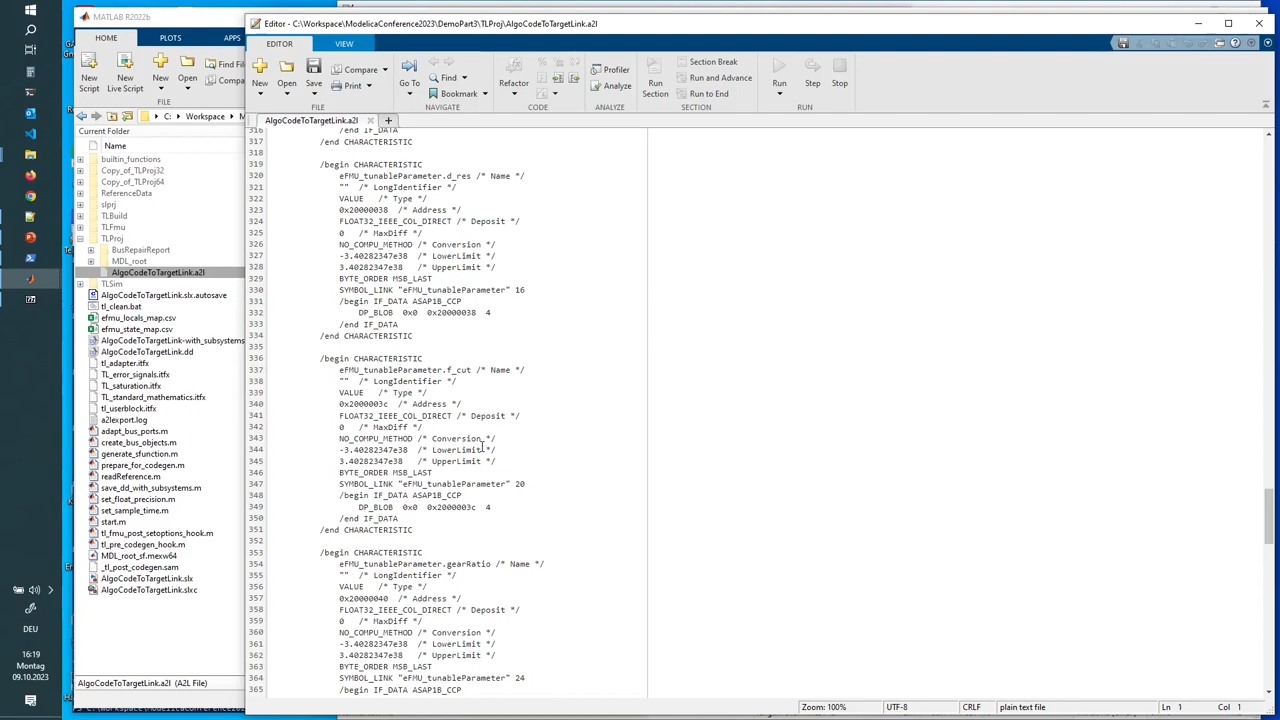 MATLAB R2022b
Editor - C:\Workspace\ModelicaConference2023\DemoPart3\TLProj\AlgoCodeToTargetLink.a2l
HOME
PLOTS
APPS
EDITOR
VIEW
New
Script
New
Live Script
New
Open
Find Fil
Compa
FILE
New
Open
Save
Compare
Print
FILE
Go To
Find
Bookmark
NAVIGATE
Refactor
CODE
Profiler
Analyze
ANALYZE
Run
Section
Section Break
Run and Advance
Run to End
SECTION
Run
Step
Stop
RUN
C: Workspace
Current Folder
AlgoCodeToTargetLink.a2l
Name
builtin_functions
Copy_of_TLProj
Copy_of_TLProj64
ReferenceData
slprj
TLBuild
TLFmu
TLProj
BusRepairReport
MDL_root
AlgoCodeToTargetLink.a2l
TLSim
AlgoCodeToTargetLink.slx.autosave
tl_clean.bat
efmu_locals_map.csv
efmu_state_map.csv
AlgoCodeToTargetLink-with_subsystems
AlgoCodeToTargetLink.dd
tl_adapter.itfx
TL_error_signals.itfx
TL_saturation.itfx
TL_standard_mathematics.itfx
tl_userblock.itfx
a2lexport.log
adapt_bus_ports.m
create_bus_objects.m
generate_sfunction.m
prepare_for_codegen.m
readReference.m
save_dd_with_subsystems.m
set_float_precision.m
set_sample_time.m
start.m
tl_fmu_post_setoptions_hook.m
tl_pre_codegen_hook.m
MDL_root_sf.mexw64
_tl_post_codegen.sam
AlgoCodeToTargetLink.slx
AlgoCodeToTargetLink.slxc
AlgoCodeToTargetLink.a2l (A2L File)
316 /end IF_DATA
317 /end CHARACTERISTIC
318
319 /begin CHARACTERISTIC
320 eFMU_tunableParameter.d_res /* Name */
321 "" /* LongIdentifier */
322 VALUE /* Type */
323 0x20000038 /* Address */
324 FLOAT32_IEEE_COL_DIRECT /* Deposit */
325 0 /* MaxDiff */
326 NO_COMPU_METHOD /* Conversion */
327 -3.40282347e38 /* LowerLimit */
328 3.40282347e38 /* UpperLimit */
329 BYTE_ORDER MSB_LAST
330 SYMBOL_LINK "eFMU_tunableParameter" 16
331 /begin IF_DATA ASAP1B_CCP
332 DP_BLOB 0x0 0x20000038 4
333 /end IF_DATA
334 /end CHARACTERISTIC
335
336 /begin CHARACTERISTIC
337 eFMU_tunableParameter.f_cut /* Name */
338 "" /* LongIdentifier */
339 VALUE /* Type */
340 0x2000003c /* Address */
341 FLOAT32_IEEE_COL_DIRECT /* Deposit */
342 0 /* MaxDiff */
343 NO_COMPU_METHOD /* Conversion */
344 -3.40282347e38 /* LowerLimit */
345 3.40282347e38 /* UpperLimit */
346 BYTE_ORDER MSB_LAST
347 SYMBOL_LINK "eFMU_tunableParameter" 20
348 /begin IF_DATA ASAP1B_CCP
349 DP_BLOB 0x0 0x2000003c 4
350 /end IF_DATA
351 /end CHARACTERISTIC
352
353 /begin CHARACTERISTIC
354 eFMU_tunableParameter.gearRatio /* Name */
355 "" /* LongIdentifier */
356 VALUE /* Type */
357 0x20000040 /* Address */
358 FLOAT32_IEEE_COL_DIRECT /* Deposit */
359 0 /* MaxDiff */
360 NO_COMPU_METHOD /* Conversion */
361 -3.40282347e38 /* LowerLimit */
362 3.40282347e38 /* UpperLimit */
363 BYTE_ORDER MSB_LAST
364 SYMBOL_LINK "eFMU_tunableParameter" 24
365 /begin IF_DATA ASAP1B_CCP
Zoom: 100%
UTF-8
CRLF
plain text file
Ln 1
Col 1
DEU
16:19
Montag
09.10.2023